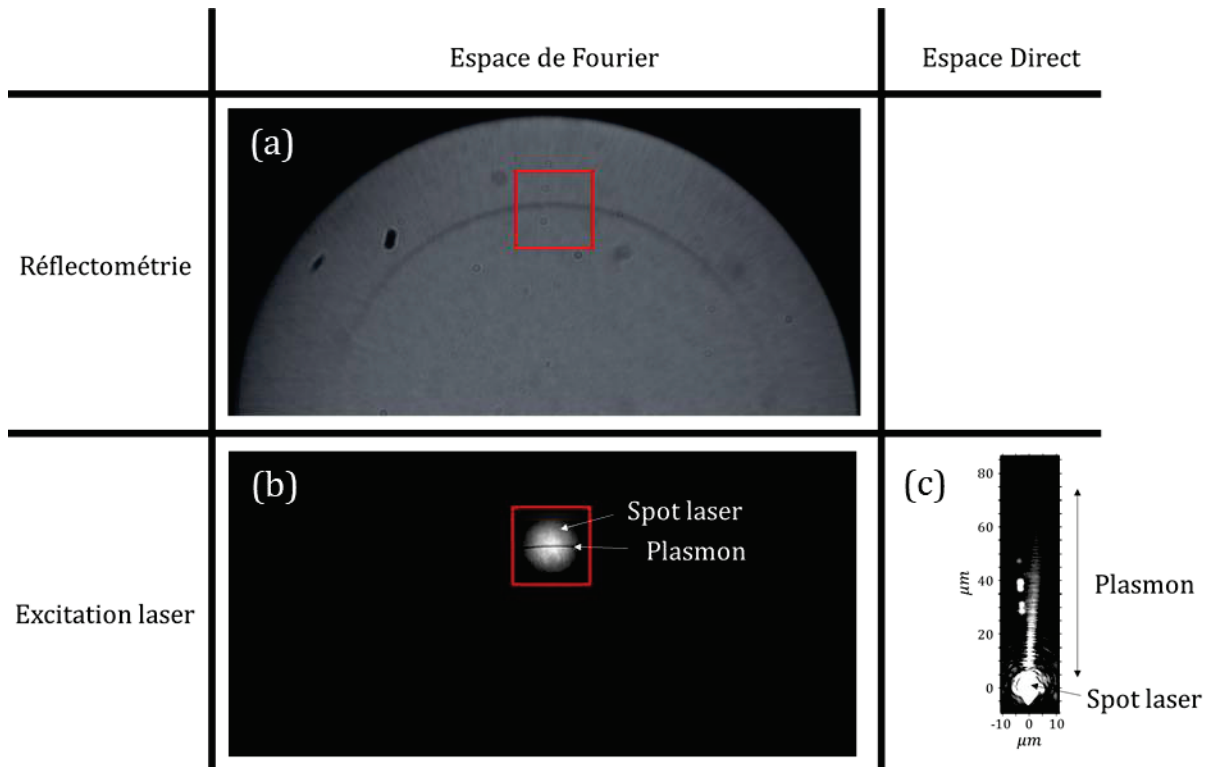 Espace de Fourier
Espace Direct
Réflectométrie
(a)
Excitation laser
(b)
Spot laser
Plasmon
(c)
80
60
40
20
0
μm
-10 0 10
μm
Plasmon
Spot laser